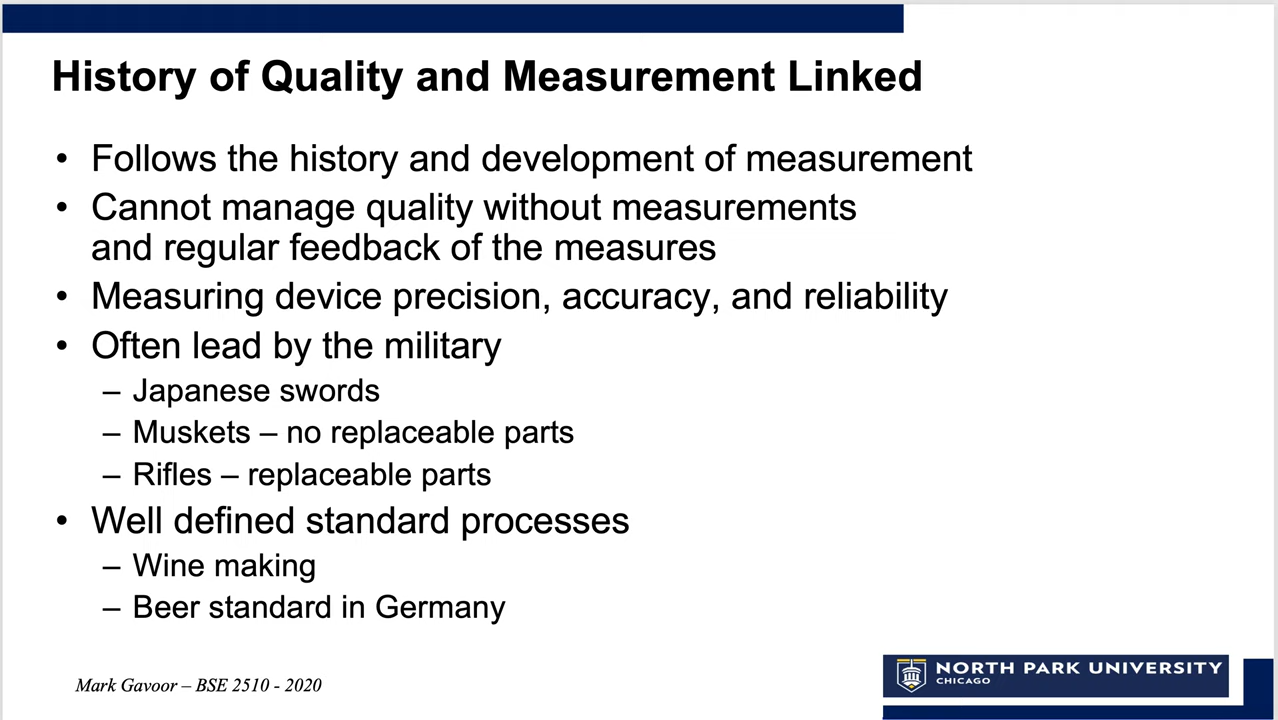 History of Quality and Measurement Linked
• Follows the history and development of measurement
• Cannot manage quality without measurements
and regular feedback of the measures
• Measuring device precision, accuracy, and reliability
• Often lead by the military
– Japanese swords
– Muskets – no replaceable parts
– Rifles – replaceable parts
• Well defined standard processes
– Wine making
– Beer standard in Germany
Mark Gavoor – BSE 2510 - 2020
NORTH PARK UNIVERSITY
CHICAGO